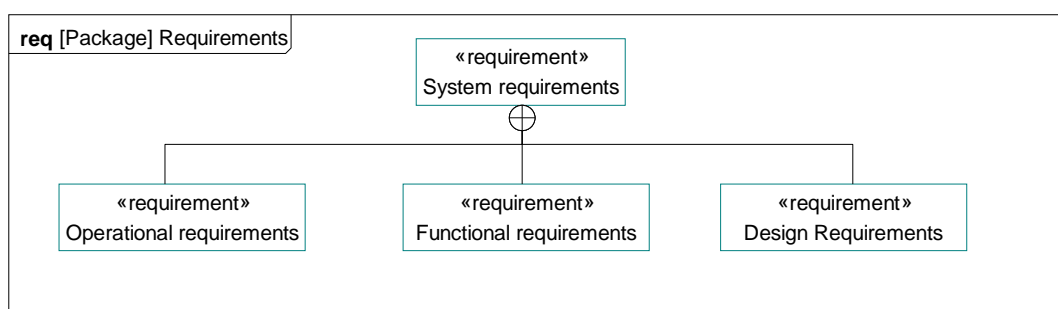 req [Package] Requirements
«requirement»
System requirements
«requirement»
Operational requirements
«requirement»
Functional requirements
«requirement»
Design Requirements